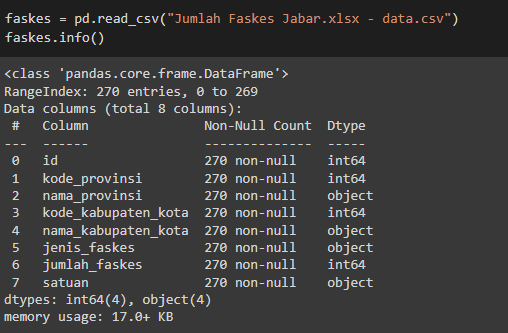 faskes = pd.read_csv("Jumlah Faskes Jabar.xlsx - data.csv")
faskes.info()
<class 'pandas.core.frame.DataFrame'>
RangeIndex: 270 entries, 0 to 269
Data columns (total 8 columns):
 #   Column               Non-Null Count  Dtype
---  ------               --------------  -----
 0   id                   270 non-null    int64
 1   kode_provinsi        270 non-null    int64
 2   nama_provinsi        270 non-null    object
 3   kode_kabupaten_kota  270 non-null    int64
 4   nama_kabupaten_kota  270 non-null    object
 5   jenis_faskes         270 non-null    object
 6   jumlah_faskes        270 non-null    int64
 7   satuan               270 non-null    object
dtypes: int64(4), object(4)
memory usage: 17.0+ KB